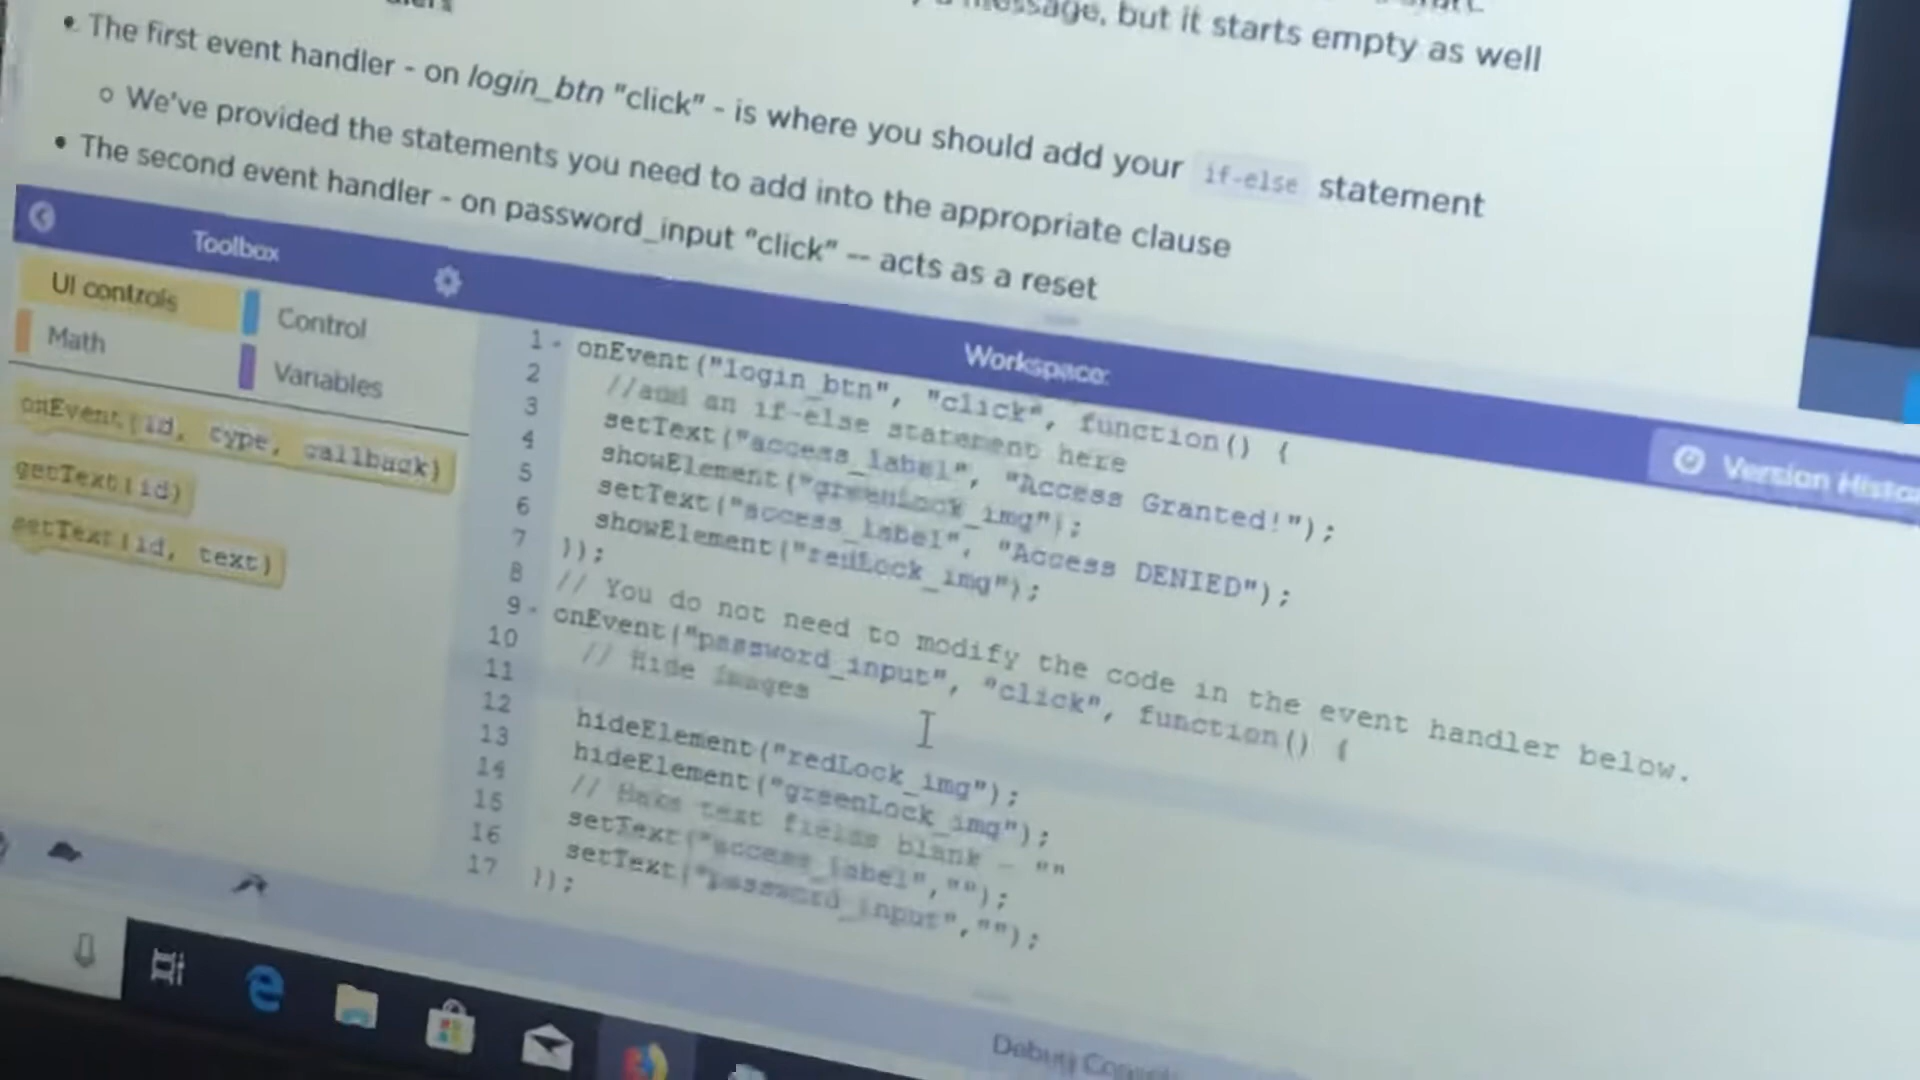 message, but it starts empty as well
• The first event handler - on login_btn "click" - is where you should add your if-else statement
o We've provided the statements you need to add into the appropriate clause
• The second event handler - on password_input "click" -- acts as a reset
Toolbox
Workspace:
Version
UI controls
Control
Math
Variables
onEvent(id, type, callback)
getText(id)
setText(id, text)
1 onEvent("login_btn", "click", function() {
2 //add an if-else statement here
3 setText("access_label", "Access Granted!");
4 showElement("greenLock_img");
5 setText("access_label", "Access DENIED");
6 showElement("redLock_img");
7 });
8 // You do not need to modify the code in the event handler below.
9 onEvent("password_input", "click", function() {
10 // Hide images
11
12 hideElement("redLock_img");
13 hideElement("greenLock_img");
14 // Make text fields blank - ""
15 setText("access_label","");
16 setText("password_input","");
17 });
Debug